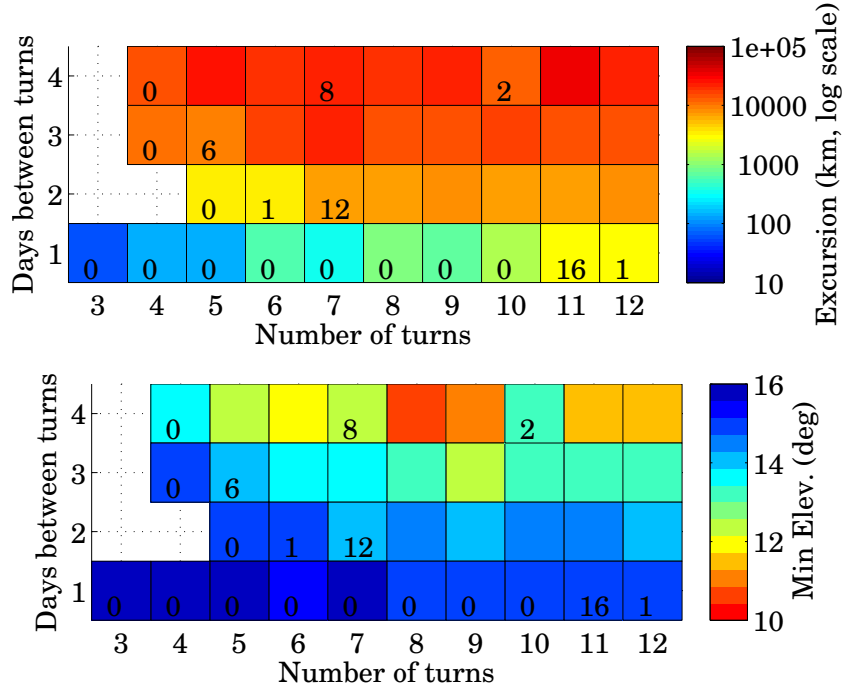 1e+05
10000
1000
100
10
Excursion (km, log scale)
Days between turns
4
3
2
1
0 8 2
0 6
0 1 12
0 0 0 0 0 0 0 0 16 1
3 4 5 6 7 8 9 10 11 12
Number of turns
16
14
12
10
Min Elev. (deg)
Days between turns
4
3
2
1
0 8 2
0 6
0 1 12
0 0 0 0 0 0 0 0 16 1
3 4 5 6 7 8 9 10 11 12
Number of turns